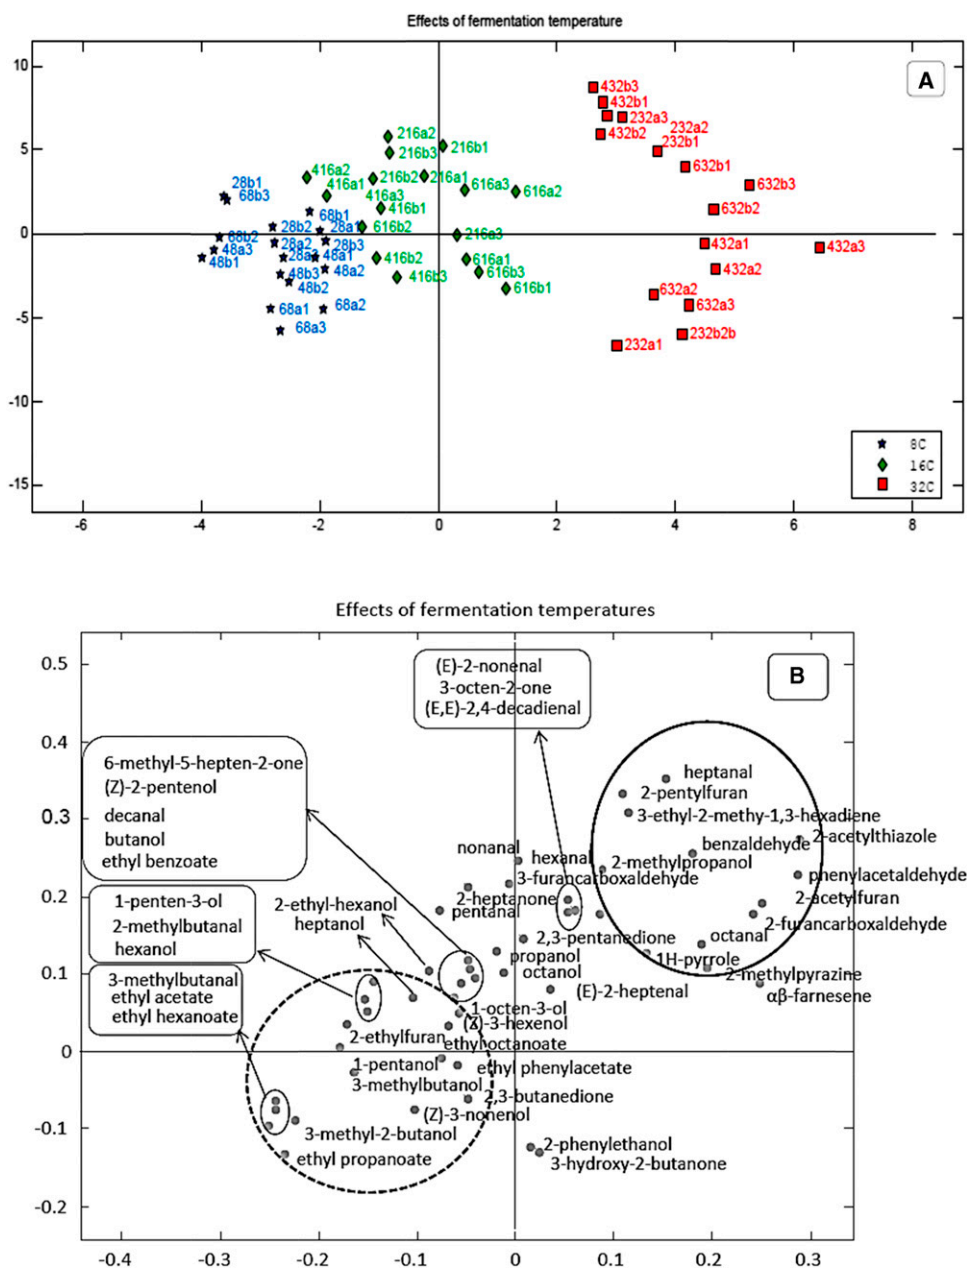 Effects of fermentation temperature
A
10
5
0
-5
-10
-15
432b3
432b1
232a3
232a2
432b2
232b1
632b1
632b3
632b2
432a1
432a3
432a2
632a2
632a3
232b2b
232a1
216a2
216b1
216b3
416a2
216b2
216a1
416a1
616a3
616a2
416a3
416b1
616b2
216a3
416b2
616a1
416b3
616b3
616b1
28b1
68b3
68b1
28b2
28a1
68b2
28a2
28b3
48a3
28a3
48a1
48b1
48b3
48a2
48b2
68a1
68a2
68a3
8C
16C
32C
-6
-4
-2
0
2
4
6
8
Effects of fermentation temperatures
B
0.5
0.4
0.3
0.2
0.1
0
-0.1
-0.2
(E)-2-nonenal
3-octen-2-one
(E,E)-2,4-decadienal
6-methyl-5-hepten-2-one
(Z)-2-pentenol
decanal
butanol
ethyl benzoate
1-penten-3-ol
2-methylbutanal
hexanol
3-methylbutanal
ethyl acetate
ethyl hexanoate
heptanal
2-pentylfuran
3-ethyl-2-methy-1,3-hexadiene
2-acetylthiazole
benzaldehyde
nonanal
hexanal
2-methylpropanol
phenylacetaldehyde
3-furancarboxaldehyde
2-heptanone
2-acetylfuran
2-ethyl-hexanol
pentanal
heptanol
2-furancarboxaldehyde
2,3-pentanedione
octanal
propanol
1H-pyrrole
octanol
2-methylpyrazine
(E)-2-heptenal
αβ-farnesene
1-octen-3-ol
(Z)-3-hexenol
2-ethylfuran
ethyloctanoate
1-pentanol
ethyl phenylacetate
3-methylbutanol
2,3-butanedione
(Z)-3-nonenol
3-methyl-2-butanol
2-phenylethanol
ethyl propanoate
3-hydroxy-2-butanone
-0.4
-0.3
-0.2
-0.1
0
0.1
0.2
0.3